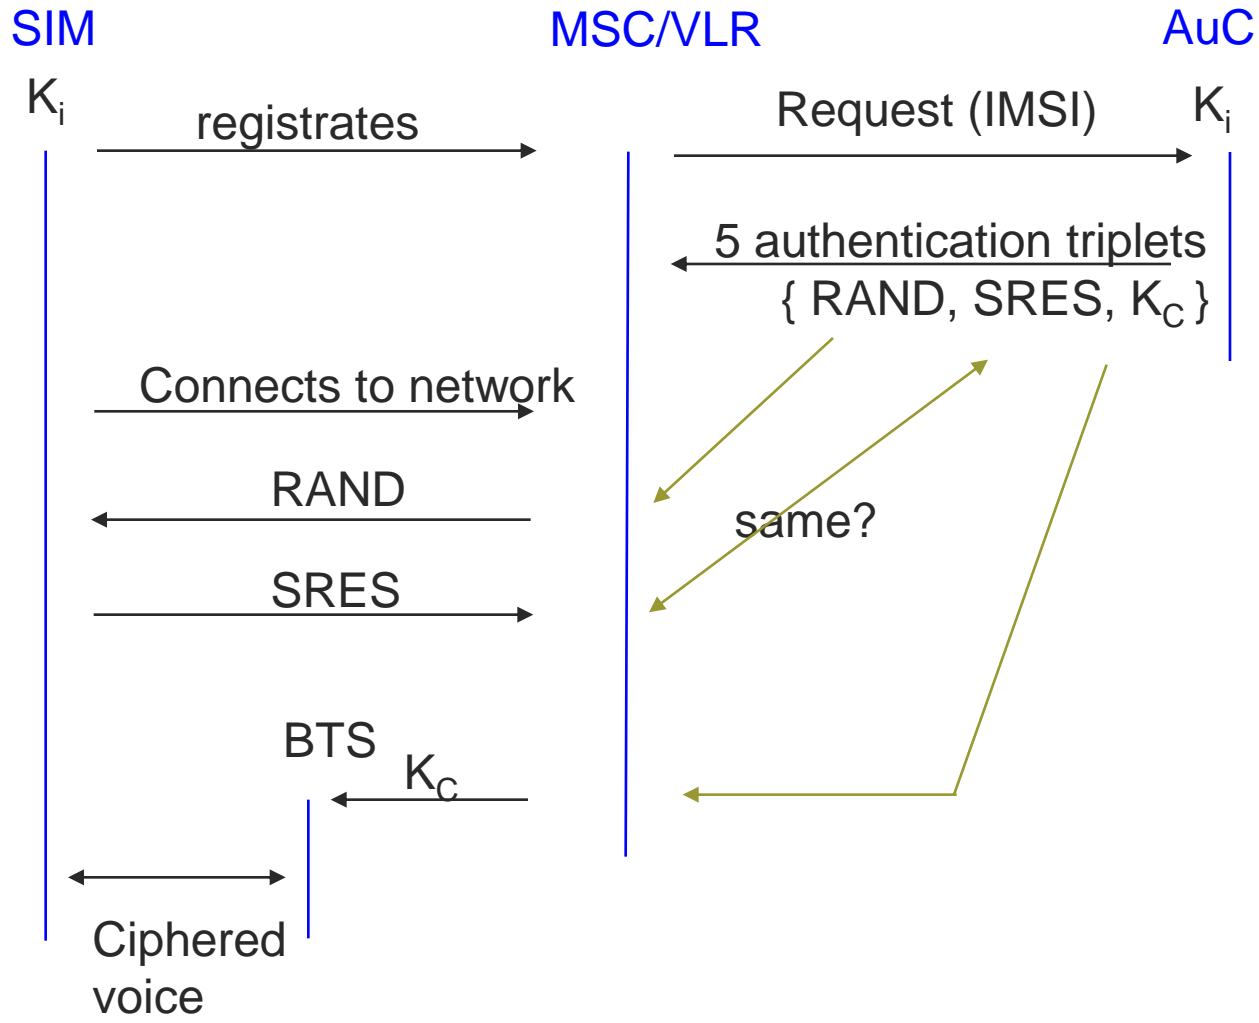 SIM
MSC/VLR
AuC
Ki
registrates
Request (IMSI)
Ki
5 authentication triplets
{ RAND, SRES, KC }
Connects to network
RAND
same?
SRES
BTS
KC
Ciphered
voice